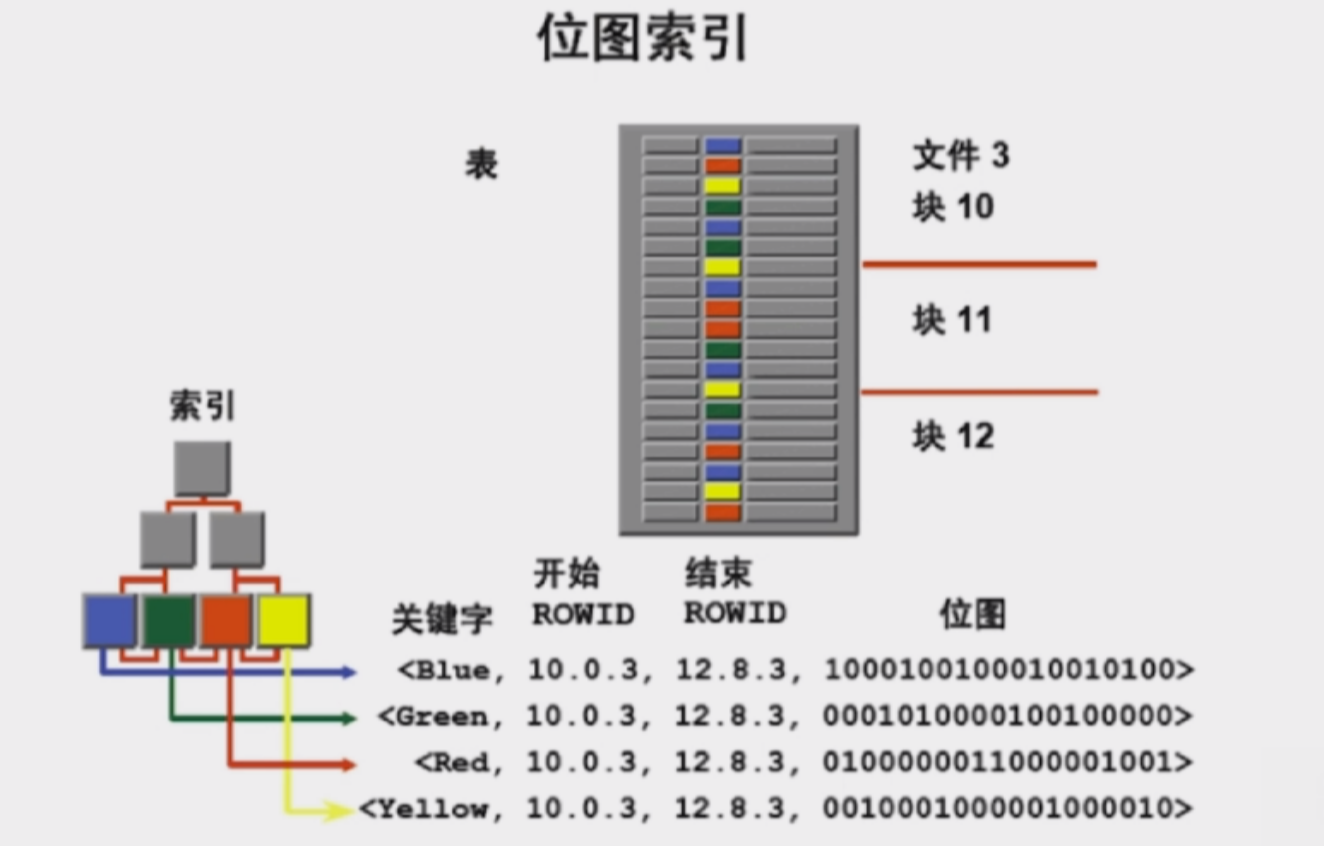 位图索引
表
文件 3
块 10
块 11
块 12
索引
开始 结束
关键字 ROWID ROWID 位图
<Blue, 10.0.3, 12.8.3, 1000100100010010100>
<Green, 10.0.3, 12.8.3, 0001010000100100000>
<Red, 10.0.3, 12.8.3, 0100000011000001001>
<Yellow, 10.0.3, 12.8.3, 0010001000001000010>